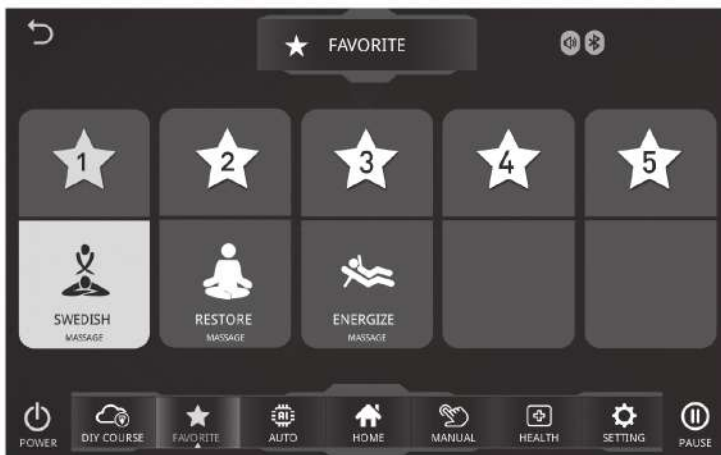 FAVORITE
1 2 3 4 5
SWEDISH RESTORE ENERGIZE
MASSAGE MASSAGE MASSAGE
POWER DIY COURSE FAVORITE AUTO HOME MANUAL HEALTH SETTING PAUSE
AI